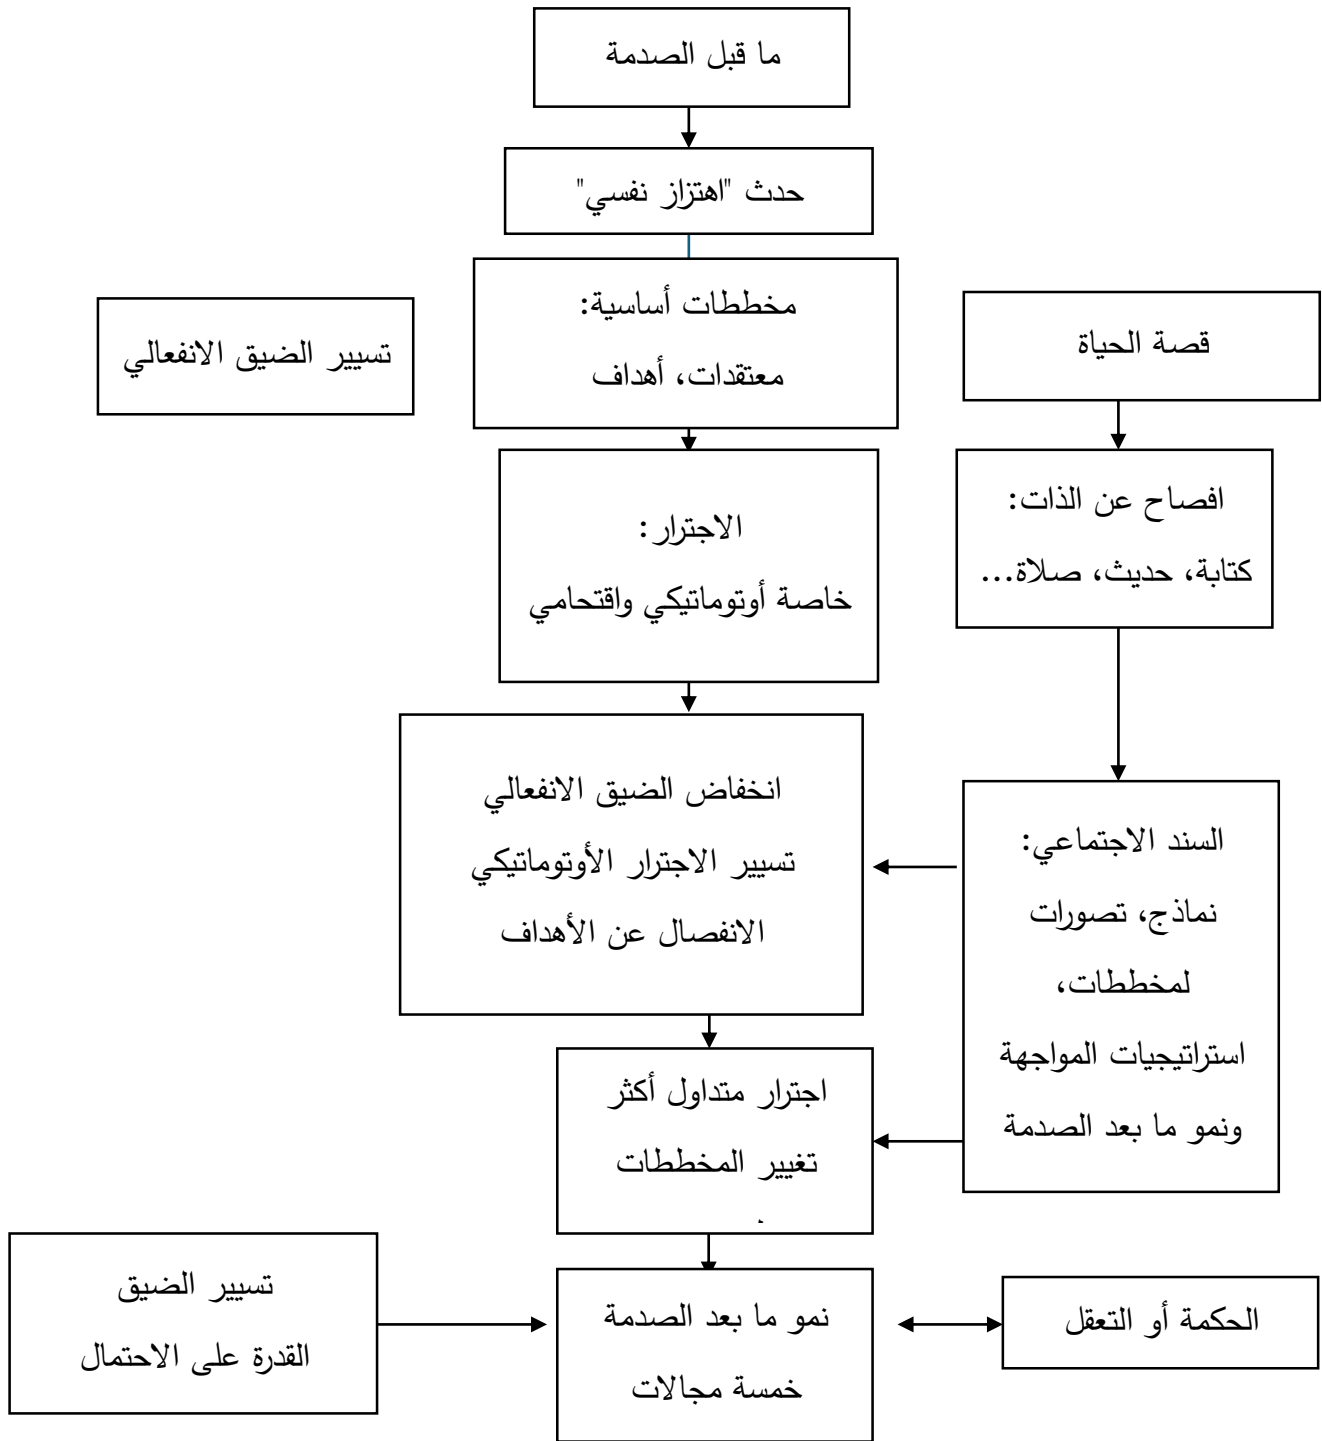 ما قبل الصدمة
حدث "اهتزاز نفسي"
مخططات أساسية:
معتقدات، أهداف
قصة الحياة
تسيير الضيق الانفعالي
الاجترار:
خاصة أوتوماتيكي واقتحامي
افصاح عن الذات:
كتابة، حديث، صلاة...
انخفاض الضيق الانفعالي
تسيير الاجترار الأوتوماتيكي
الانفصال عن الأهداف
السند الاجتماعي:
نماذج، تصورات
لمخططات،
استراتيجيات المواجهة
ونمو ما بعد الصدمة
اجترار متداول أكثر
تغيير المخططات
تسيير الضيق
القدرة على الاحتمال
نمو ما بعد الصدمة
خمسة مجالات
الحكمة أو التعقل